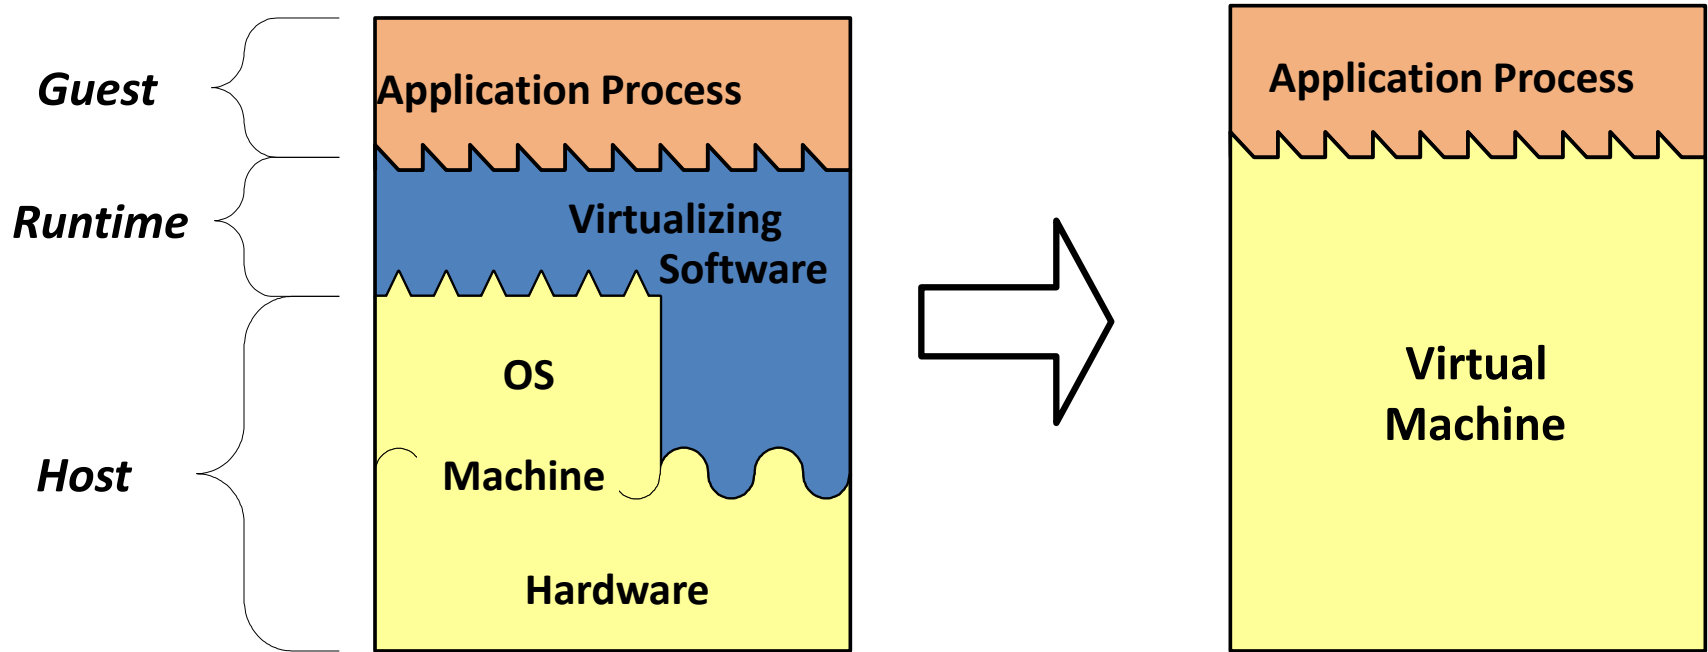 Guest
Runtime
Host
Application Process
Virtualizing
Software
OS
Machine
Hardware
Application Process
Virtual
Machine